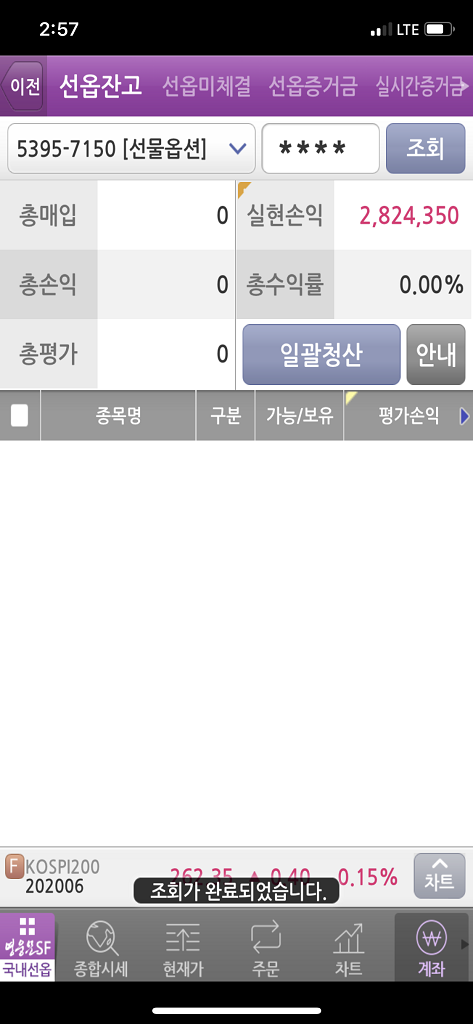 2:57 LTE
이전 선옵잔고 선옵미체결 선옵증거금 실시간증거금
5395-7150 [선물옵션] **** 조회
총매입 0 실현손익 2,824,350
총손익 0 총수익률 0.00%
총평가 0 일괄청산 안내
종목명 구분 가능/보유 평가손익
F KOSPI200 262.35 ▲ 0.40 0.15%
202006
조회가 완료되었습니다.
차트
영웅문SF
국내선옵 종합시세 현재가 주문 차트 계좌